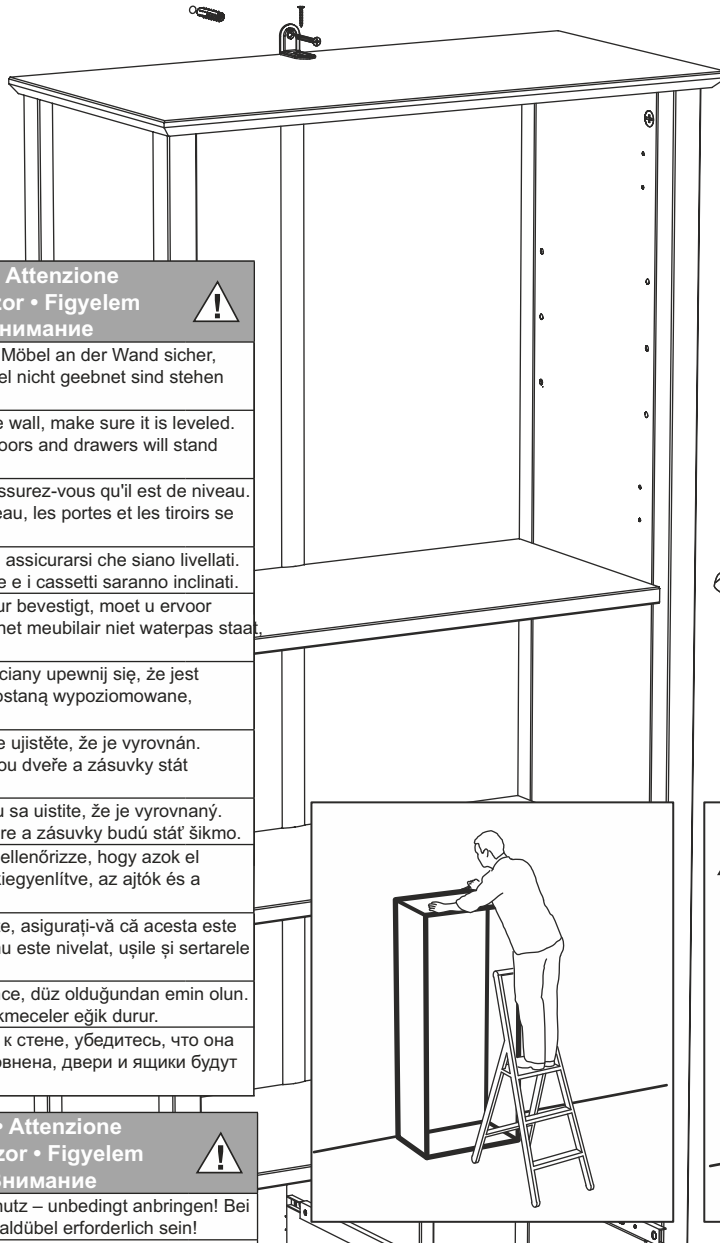 Attenzione
zor • Figyelem
нимание
Möbel an der Wand sicher,
el nicht geebnet sind stehen
e wall, make sure it is leveled.
oors and drawers will stand
ssurez-vous qu'il est de niveau.
eau, les portes et les tiroirs se
assicurarsi che siano livellati.
e e i cassetti saranno inclinati.
ur bevestigt, moet u ervoor
net meubilair niet waterpas staat,
ciany upewnij się, że jest
ostaną wypoziomowane,
e ujistěte, že je vyrovnán.
ou dveře a zásuvky stát
u sa uistite, že je vyrovnaný.
re a zásuvky budú stáť šikmo.
ellenőrizze, hogy azok el
kiegyenlítve, az ajtók és a
e, asigurați-vă că acesta este
nu este nivelat, ușile și sertarele
ce, düz olduğundan emin olun.
kmeceler eğik durur.
к стене, убедитесь, что она
овнена, двери и ящики будут
• Attenzione
zor • Figyelem
Внимание
nutz – unbedingt anbringen! Bei
aldübel erforderlich sein!